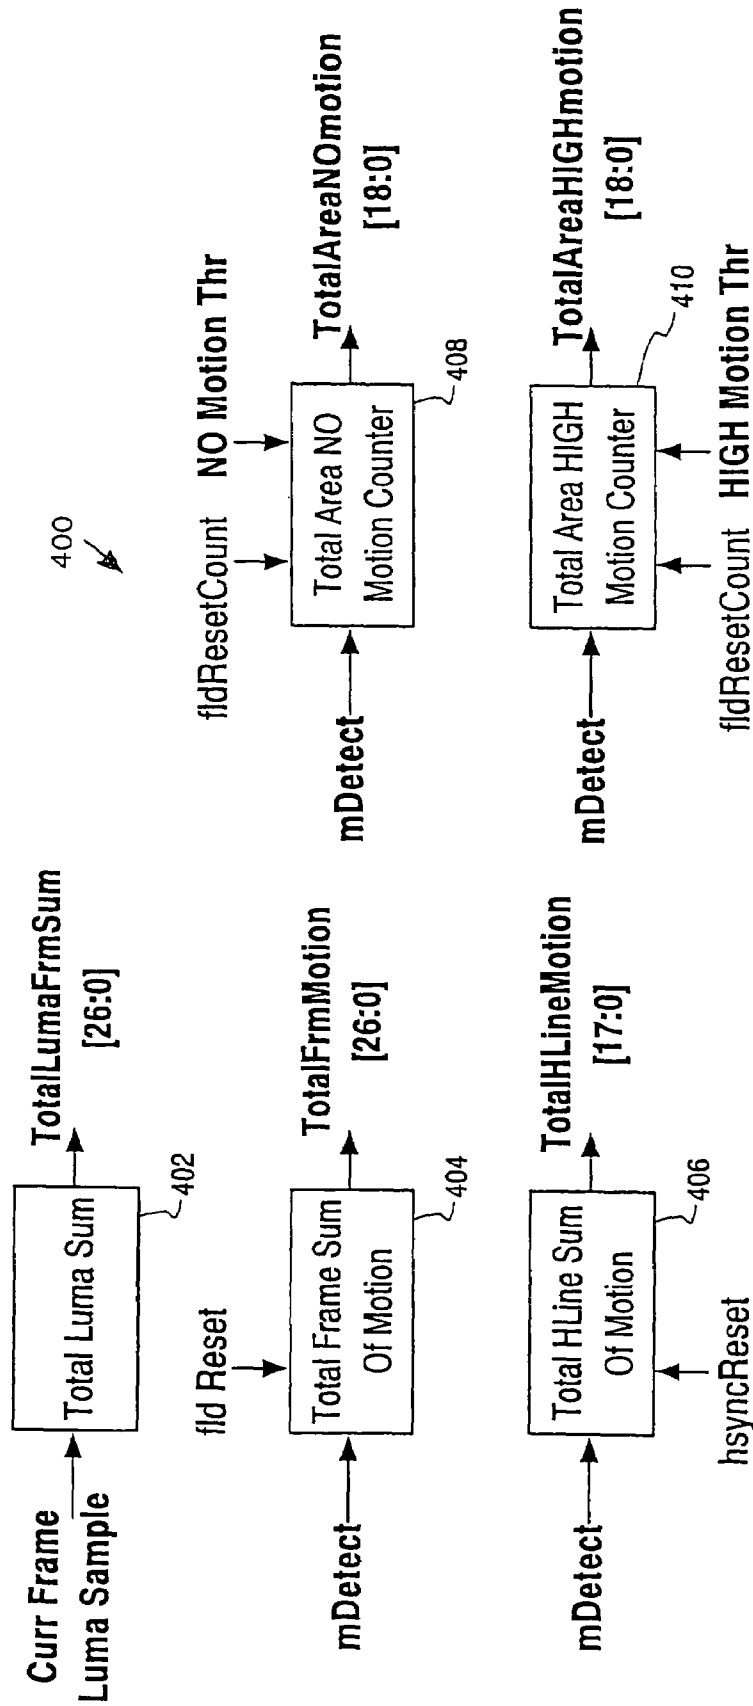 400
Curr Frame
Luma Sample
Total Luma Sum
402
TotalLumaFrmSum
[26:0]
fld Reset
mDetect
Total Frame Sum
Of Motion
404
TotalFrmMotion
[26:0]
mDetect
Total HLine Sum
Of Motion
406
hsyncReset
TotalHLineMotion
[17:0]
fldResetCount
NO Motion Thr
mDetect
Total Area NO
Motion Counter
408
TotalAreaNOmotion
[18:0]
mDetect
Total Area HIGH
Motion Counter
410
fldResetCount
HIGH Motion Thr
TotalAreaHIGHmotion
[18:0]